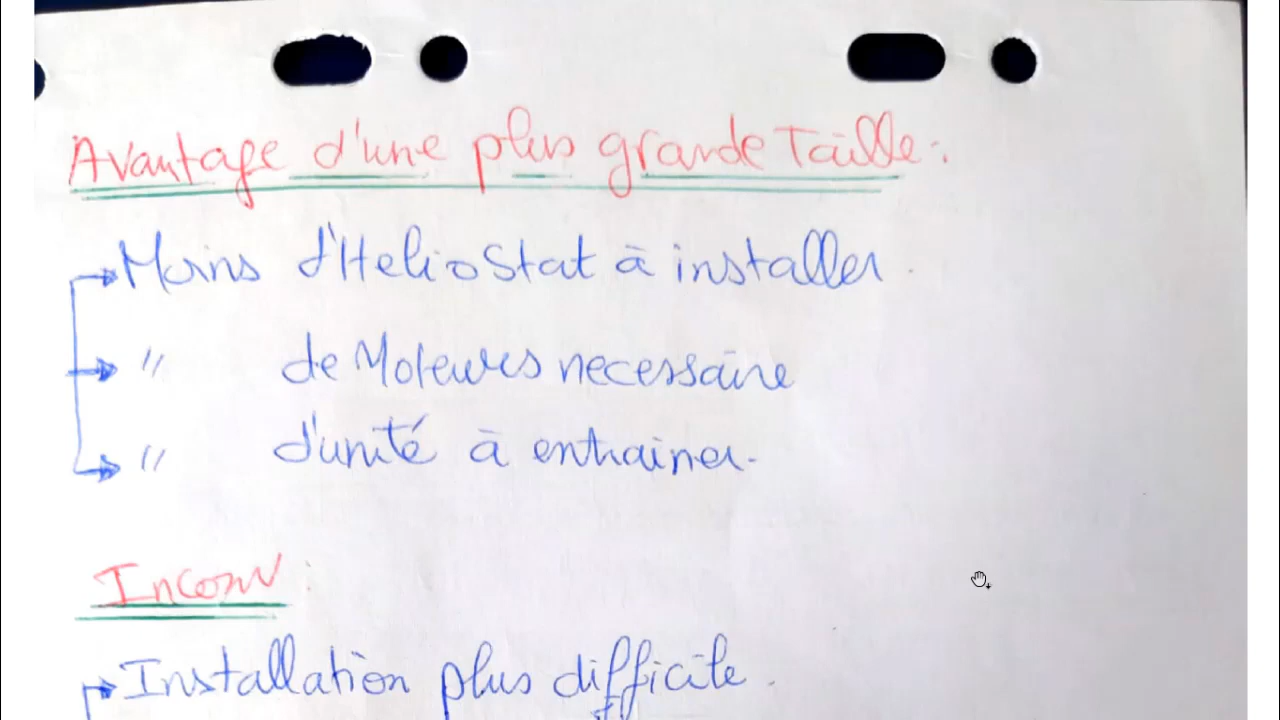 Avantage d'une plus grande Taille.
Moins d'HelioStat à installer.
" de Moteurs necessaire
" d'unité à entrainer.
Inconv :
Installation plus difficile.